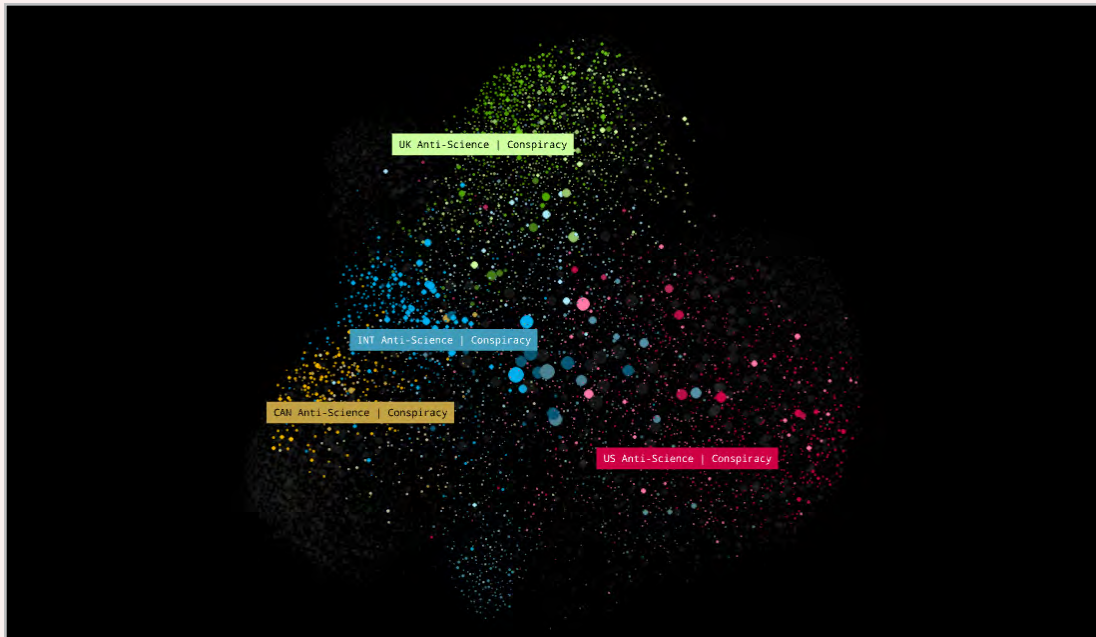 UK Anti-Science | Conspiracy
INT Anti-Science | Conspiracy
CAN Anti-Science | Conspiracy
US Anti-Science | Conspiracy